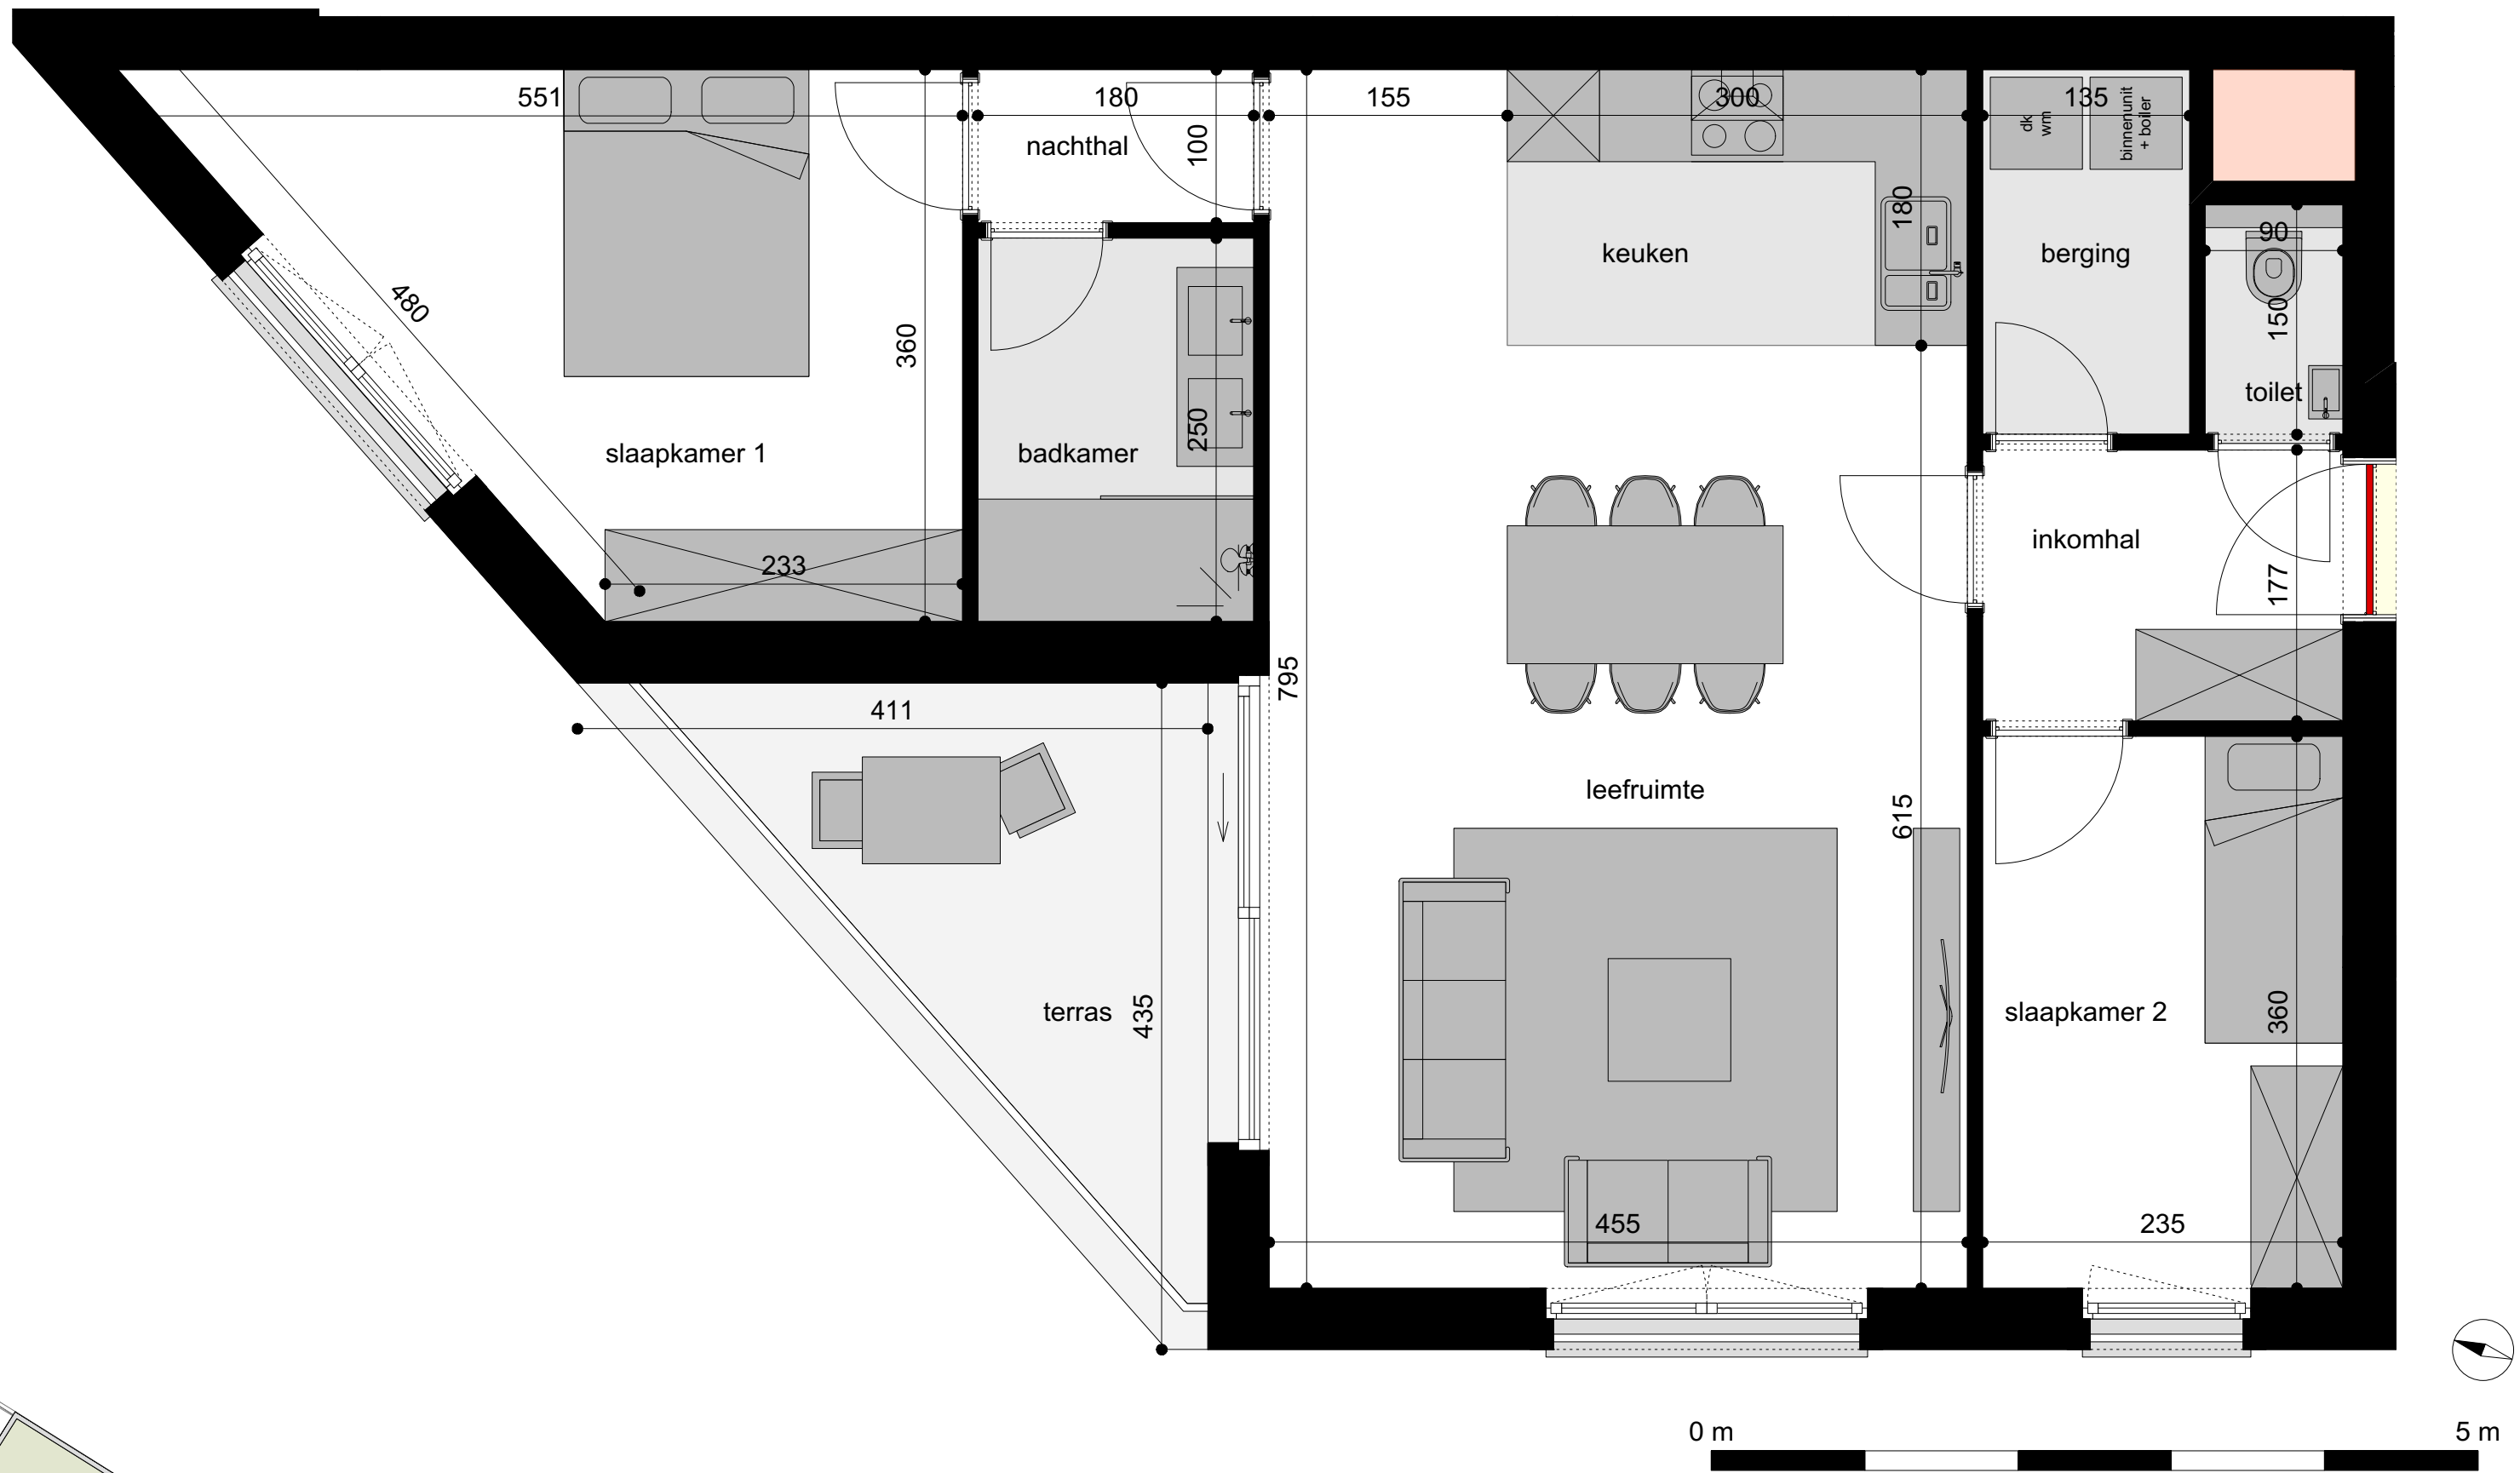 551
180
155
300
135
dk
wm
binnenunit
+ boiler
nachthal
100
180
90
keuken
berging
480
360
150
toilet
slaapkamer 1
badkamer
250
inkomhal
233
177
795
411
leefruimte
615
terras
435
slaapkamer 2
360
455
235
0 m
5 m